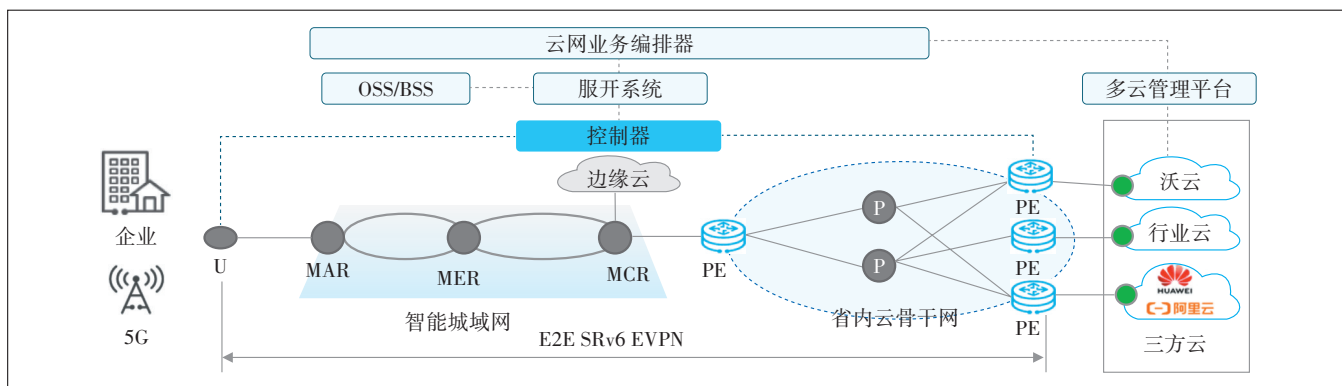 云网业务编排器
OSS/BSS
服开系统
多云管理平台
控制器
边缘云
沃云
企业
U
MAR
MER
MCR
PE
P
P
PE
PE
PE
行业云
HUAWEI
阿里云
5G
智能城域网
省内云骨干网
三方云
E2E SRv6 EVPN